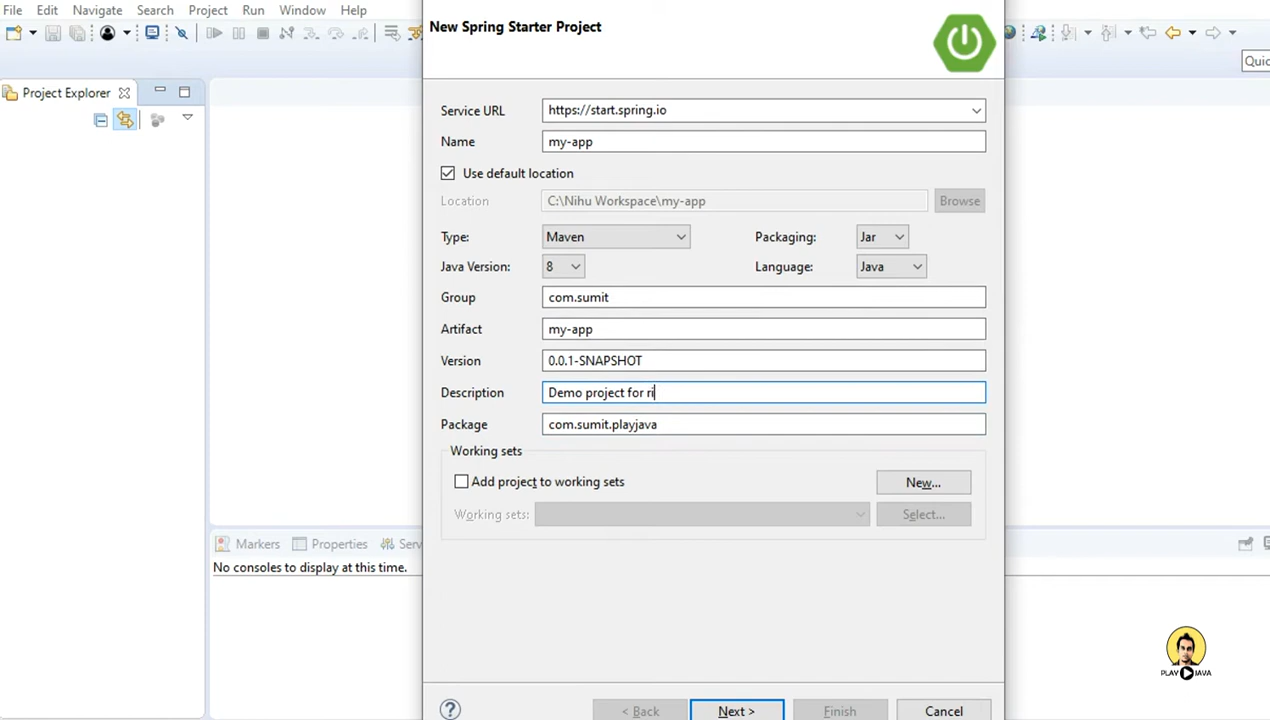 File Edit Navigate Search Project Run Window Help
New Spring Starter Project
Project Explorer
Service URL https://start.spring.io
Name my-app
Use default location
Location C:\Nihu Workspace\my-app Browse
Type: Maven Packaging: Jar
Java Version: 8 Language: Java
Group com.sumit
Artifact my-app
Version 0.0.1-SNAPSHOT
Description Demo project for ri
Package com.sumit.playjava
Working sets
Add project to working sets New...
Working sets: Select...
Markers Properties Serv
No consoles to display at this time.
PLAY JAVA
? < Back Next > Finish Cancel